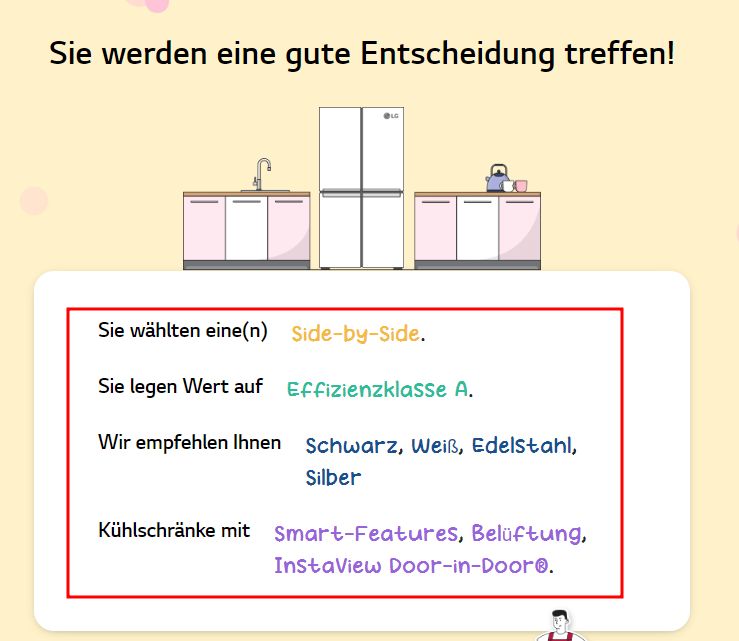 Sie werden eine gute Entscheidung treffen!
LG
Sie wählten eine(n) Side-by-Side.
Sie legen Wert auf Effizienzklasse A.
Wir empfehlen Ihnen Schwarz, Weiß, Edelstahl,
Silber
Kühlschränke mit Smart-Features, Belüftung,
InstaView Door-in-Door®.